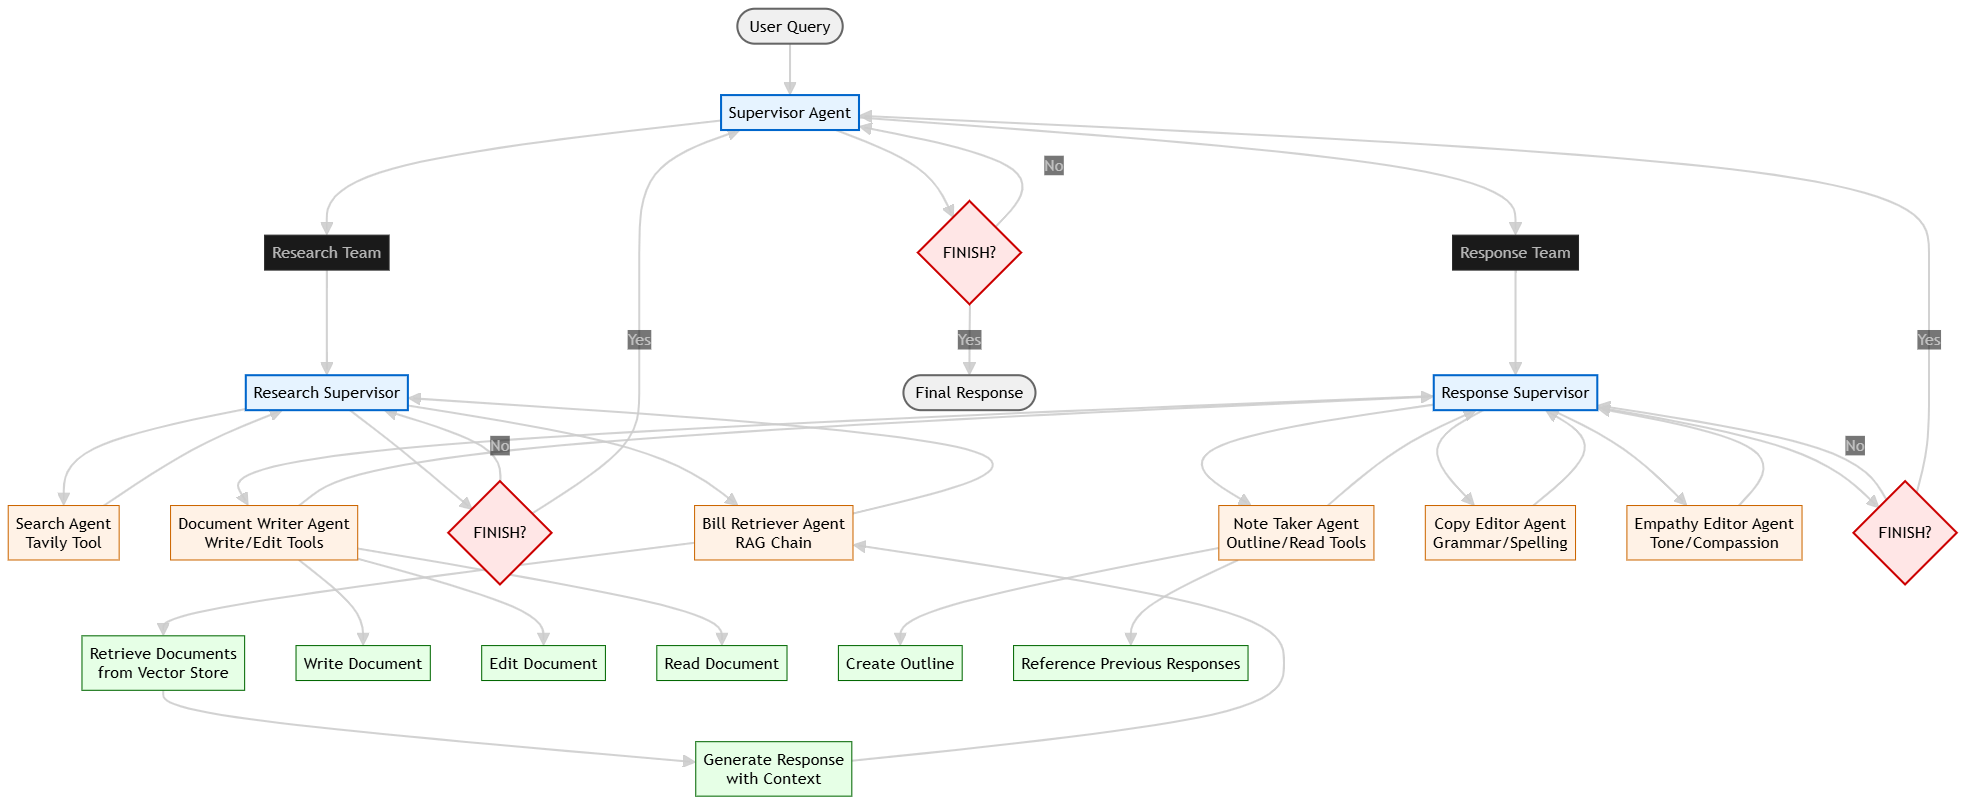 User Query
Supervisor Agent
No
Research Team
FINISH?
Response Team
Yes
Yes
Yes
Research Supervisor
Final Response
Response Supervisor
No
No
Search Agent
Tavily Tool
Document Writer Agent
Write/Edit Tools
FINISH?
Bill Retriever Agent
RAG Chain
Note Taker Agent
Outline/Read Tools
Copy Editor Agent
Grammar/Spelling
Empathy Editor Agent
Tone/Compassion
FINISH?
Retrieve Documents
from Vector Store
Write Document
Edit Document
Read Document
Create Outline
Reference Previous Responses
Generate Response
with Context